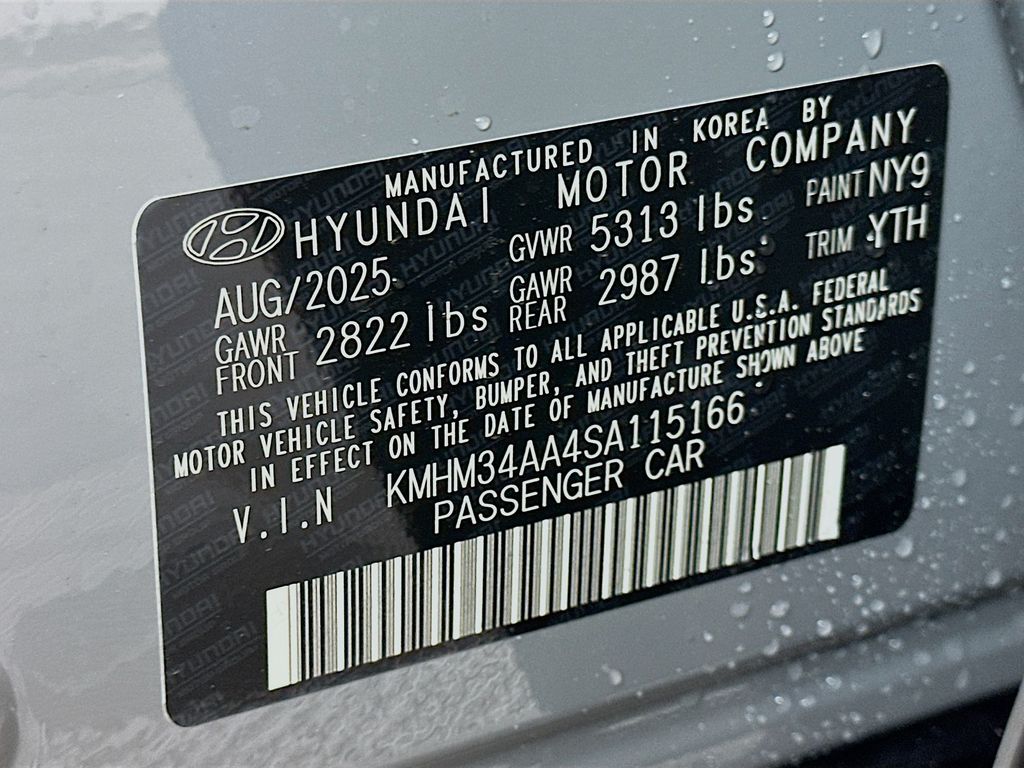 MANUFACTURED IN KOREA BY
HYUNDAI MOTOR COMPANY
AUG/2025 GVWR 5313 lbs PAINT NY9
GAWR FRONT 2822 lbs GAWR REAR 2987 lbs TRIM YTH
THIS VEHICLE CONFORMS TO ALL APPLICABLE U.S.A. FEDERAL
MOTOR VEHICLE SAFETY, BUMPER, AND THEFT PREVENTION STANDARDS
IN EFFECT ON THE DATE OF MANUFACTURE SHOWN ABOVE
V.I.N KMHM34AA4SA115166
PASSENGER CAR